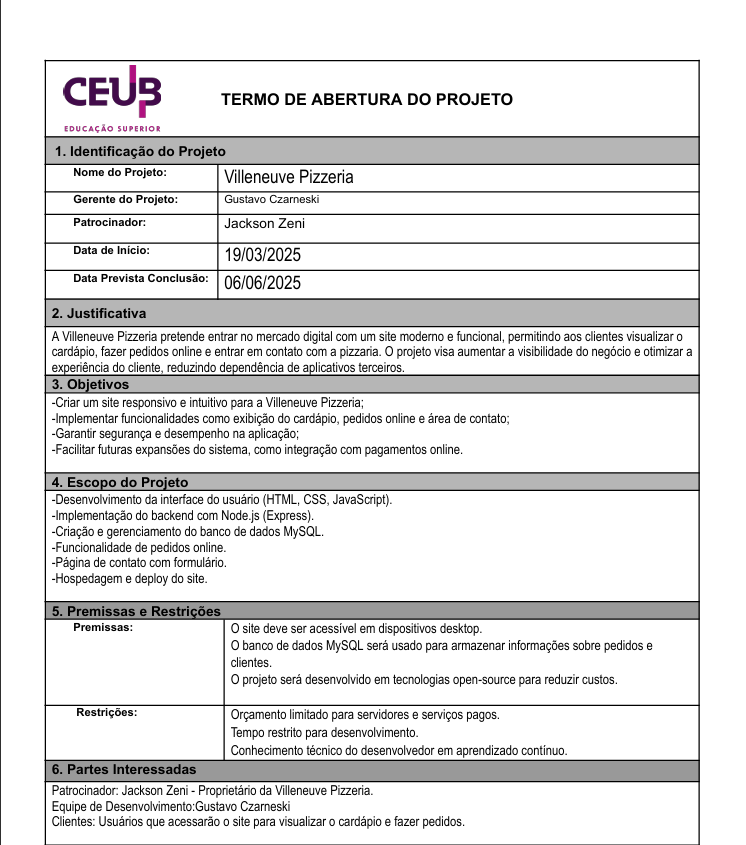 CEUB
EDUCAÇÃO SUPERIOR
TERMO DE ABERTURA DO PROJETO
1. Identificação do Projeto
Nome do Projeto: Villeneuve Pizzeria
Gerente do Projeto: Gustavo Czarneski
Patrocinador: Jackson Zeni
Data de Início: 19/03/2025
Data Prevista Conclusão: 06/06/2025
2. Justificativa
A Villeneuve Pizzeria pretende entrar no mercado digital com um site moderno e funcional, permitindo aos clientes visualizar o
cardápio, fazer pedidos online e entrar em contato com a pizzaria. O projeto visa aumentar a visibilidade do negócio e otimizar a
experiência do cliente, reduzindo dependência de aplicativos terceiros.
3. Objetivos
-Criar um site responsivo e intuitivo para a Villeneuve Pizzeria;
-Implementar funcionalidades como exibição do cardápio, pedidos online e área de contato;
-Garantir segurança e desempenho na aplicação;
-Facilitar futuras expansões do sistema, como integração com pagamentos online.
4. Escopo do Projeto
-Desenvolvimento da interface do usuário (HTML, CSS, JavaScript).
-Implementação do backend com Node.js (Express).
-Criação e gerenciamento do banco de dados MySQL.
-Funcionalidade de pedidos online.
-Página de contato com formulário.
-Hospedagem e deploy do site.
5. Premissas e Restrições
Premissas: O site deve ser acessível em dispositivos desktop.
O banco de dados MySQL será usado para armazenar informações sobre pedidos e
clientes.
O projeto será desenvolvido em tecnologias open-source para reduzir custos.
Restrições: Orçamento limitado para servidores e serviços pagos.
Tempo restrito para desenvolvimento.
Conhecimento técnico do desenvolvedor em aprendizado contínuo.
6. Partes Interessadas
Patrocinador: Jackson Zeni - Proprietário da Villeneuve Pizzeria.
Equipe de Desenvolvimento:Gustavo Czarneski
Clientes: Usuários que acessarão o site para visualizar o cardápio e fazer pedidos.